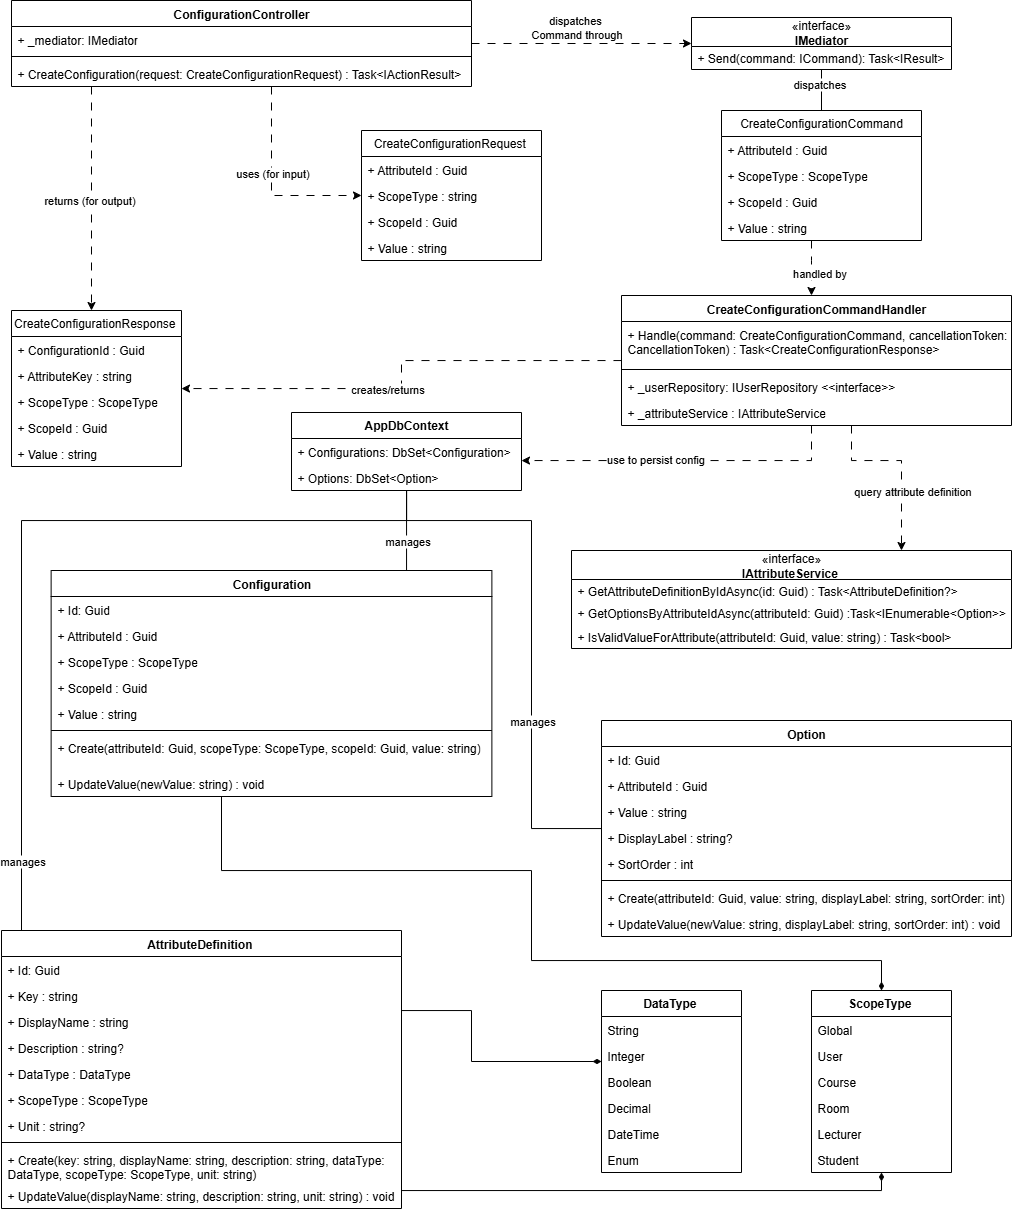 ConfigurationController
+ _mediator: IMediator
+ CreateConfiguration(request: CreateConfigurationRequest) : Task<IActionResult>
dispatches
Command through
«interface»
IMediator
+ Send(command: ICommand): Task<IResult>
dispatches
CreateConfigurationCommand
+ AttributeId : Guid
+ ScopeType : ScopeType
+ ScopeId : Guid
+ Value : string
uses (for input)
CreateConfigurationRequest
+ AttributeId : Guid
+ ScopeType : string
+ ScopeId : Guid
+ Value : string
returns (for output)
handled by
CreateConfigurationCommandHandler
+ Handle(command: CreateConfigurationCommand, cancellationToken:
CancellationToken) : Task<CreateConfigurationResponse>
+ _userRepository: IUserRepository <<interface>>
+ _attributeService : IAttributeService
CreateConfigurationResponse
+ ConfigurationId : Guid
+ AttributeKey : string
+ ScopeType : ScopeType
+ ScopeId : Guid
+ Value : string
creates/returns
AppDbContext
+ Configurations: DbSet<Configuration>
+ Options: DbSet<Option>
use to persist config
query attribute definition
«interface»
IAttributeService
+ GetAttributeDefinitionByIdAsync(id: Guid) : Task<AttributeDefinition?>
+ GetOptionsByAttributeIdAsync(attributeId: Guid) :Task<IEnumerable<Option>>
+ IsValidValueForAttribute(attributeId: Guid, value: string) : Task<bool>
manages
Configuration
+ Id: Guid
+ AttributeId : Guid
+ ScopeType : ScopeType
+ ScopeId : Guid
+ Value : string
+ Create(attributeId: Guid, scopeType: ScopeType, scopeId: Guid, value: string)
+ UpdateValue(newValue: string) : void
manages
Option
+ Id: Guid
+ AttributeId : Guid
+ Value : string
+ DisplayLabel : string?
+ SortOrder : int
+ Create(attributeId: Guid, value: string, displayLabel: string, sortOrder: int)
+ UpdateValue(newValue: string, displayLabel: string, sortOrder: int) : void
manages
AttributeDefinition
+ Id: Guid
+ Key : string
+ DisplayName : string
+ Description : string?
+ DataType : DataType
+ ScopeType : ScopeType
+ Unit : string?
+ Create(key: string, displayName: string, description: string, dataType:
DataType, scopeType: ScopeType, unit: string)
+ UpdateValue(displayName: string, description: string, unit: string) : void
DataType
String
Integer
Boolean
Decimal
DateTime
Enum
ScopeType
Global
User
Course
Room
Lecturer
Student